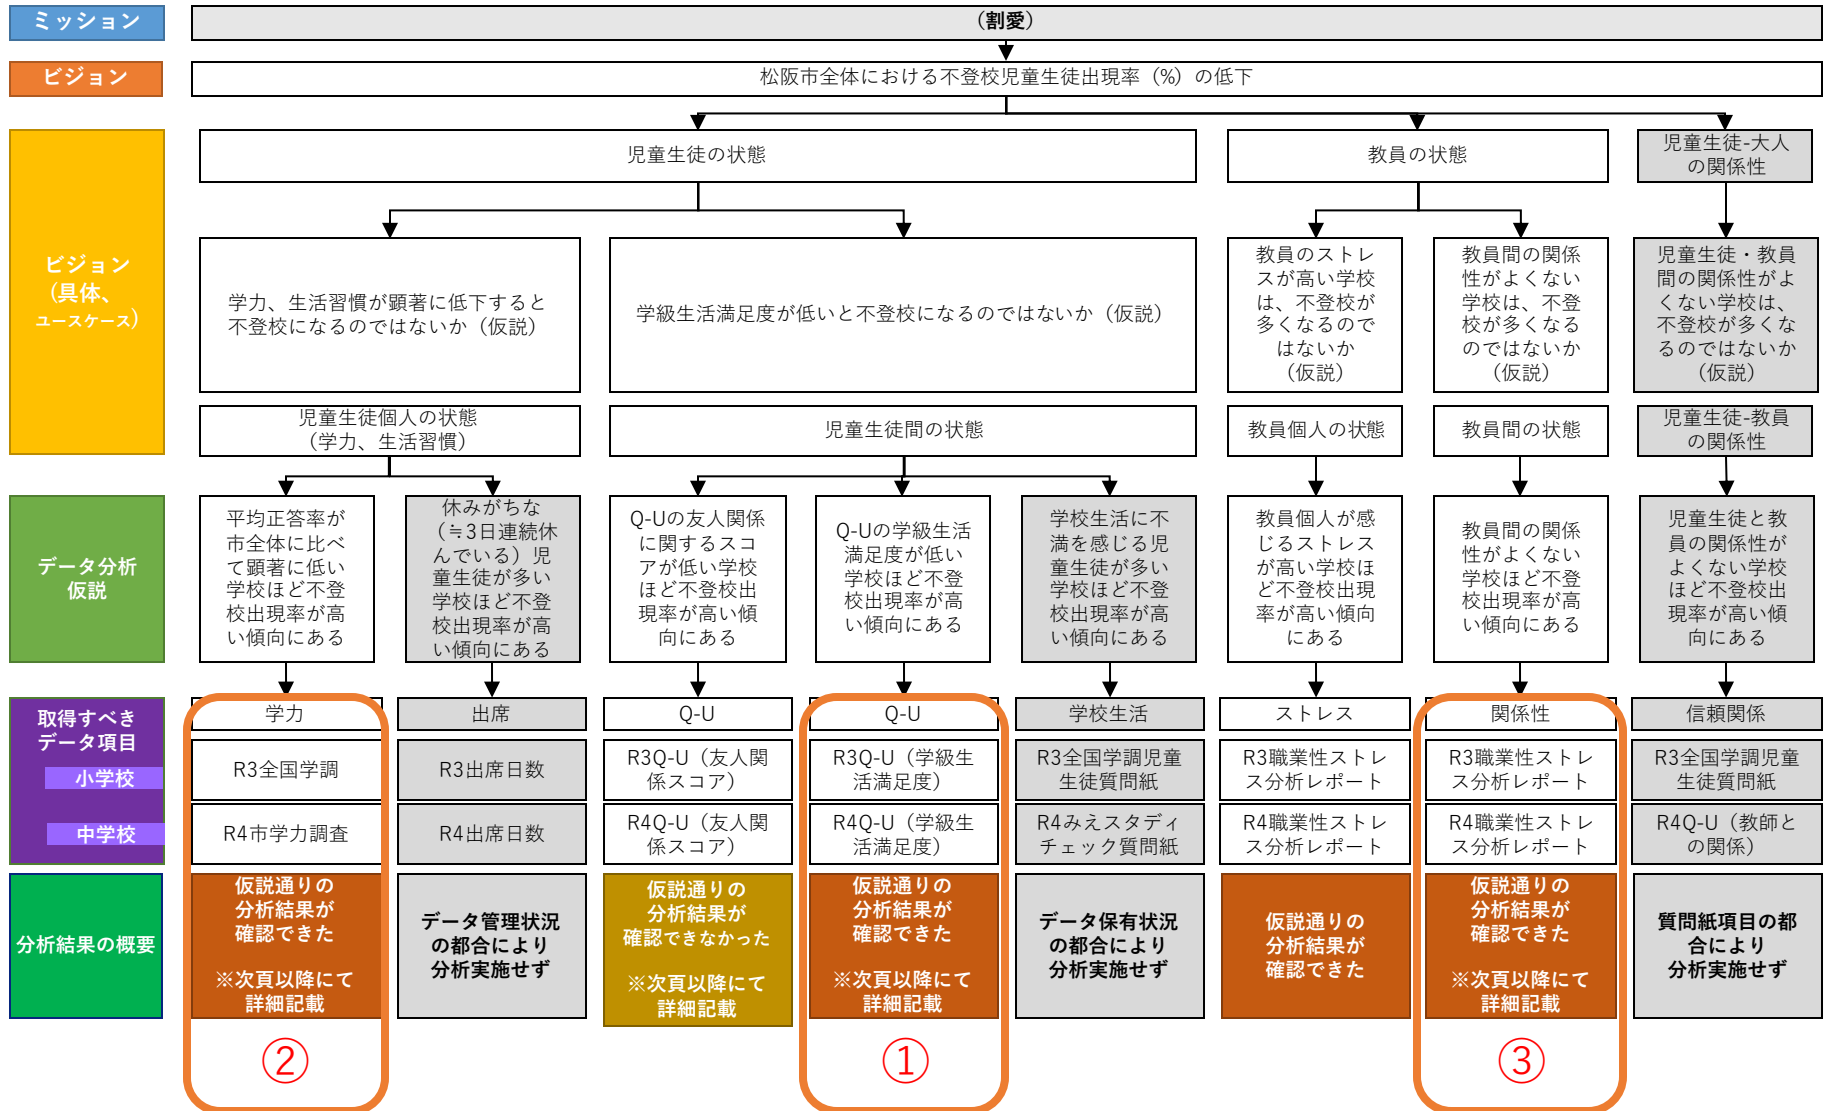 ミッション
（割愛）
ビジョン
松阪市全体における不登校児童生徒出現率（%）の低下
ビジョン
（具体、
ユースケース）
児童生徒の状態
教員の状態
児童生徒-大人
の関係性
学力、生活習慣が顕著に低下すると
不登校になるのではないか（仮説）
学級生活満足度が低いと不登校になるのではないか（仮説）
教員のストレ
スが高い学校
は、不登校が
多くなるので
はないか
（仮説）
教員間の関係
性がよくない
学校は、不登
校が多くなる
のではないか
（仮説）
児童生徒・教員
間の関係性がよ
くない学校は、
不登校が多くな
るのではないか
（仮説）
児童生徒個人の状態
（学力、生活習慣）
児童生徒間の状態
教員個人の状態
教員間の状態
児童生徒-教員
の関係性
データ分析
仮説
平均正答率が
市全体に比べ
て顕著に低い
学校ほど不登
校出現率が高
い傾向にある
休みがちな
（≒3日連続休
んでいる）児
童生徒が多い
学校ほど不登
校出現率が高
い傾向にある
Q-Uの友人関係
に関するスコ
アが低い学校
ほど不登校出
現率が高い傾
向にある
Q-Uの学級生活
満足度が低い
学校ほど不登
校出現率が高
い傾向にある
学校生活に不
満を感じる児
童生徒が多い
学校ほど不登
校出現率が高
い傾向にある
教員個人が感
じるストレス
が高い学校ほ
ど不登校出現
率が高い傾向
にある
教員間の関係
性がよくない
学校ほど不登
校出現率が高
い傾向にある
児童生徒と教
員の関係性が
よくない学校
ほど不登校出
現率が高い傾
向にある
取得すべき
データ項目
小学校
中学校
学力
出席
Q-U
Q-U
学校生活
ストレス
関係性
信頼関係
R3全国学調
R3出席日数
R3Q-U（友人関
係スコア）
R3Q-U（学級生
活満足度）
R3全国学調児童
生徒質問紙
R3職業性ストレ
ス分析レポート
R3職業性ストレ
ス分析レポート
R3全国学調児童
生徒質問紙
R4市学力調査
R4出席日数
R4Q-U（友人関
係スコア）
R4Q-U（学級生
活満足度）
R4みえスタディ
チェック質問紙
R4職業性ストレ
ス分析レポート
R4職業性ストレ
ス分析レポート
R4Q-U（教師と
の関係）
分析結果の概要
仮説通りの
分析結果が
確認できた
※次頁以降にて
詳細記載
データ管理状況
の都合により
分析実施せず
仮説通りの
分析結果が
確認できなかった
※次頁以降にて
詳細記載
仮説通りの
分析結果が
確認できた
※次頁以降にて
詳細記載
データ保有状況
の都合により
分析実施せず
仮説通りの
分析結果が
確認できた
仮説通りの
分析結果が
確認できた
※次頁以降にて
詳細記載
質問紙項目の都
合により
分析実施せず
②
①
③